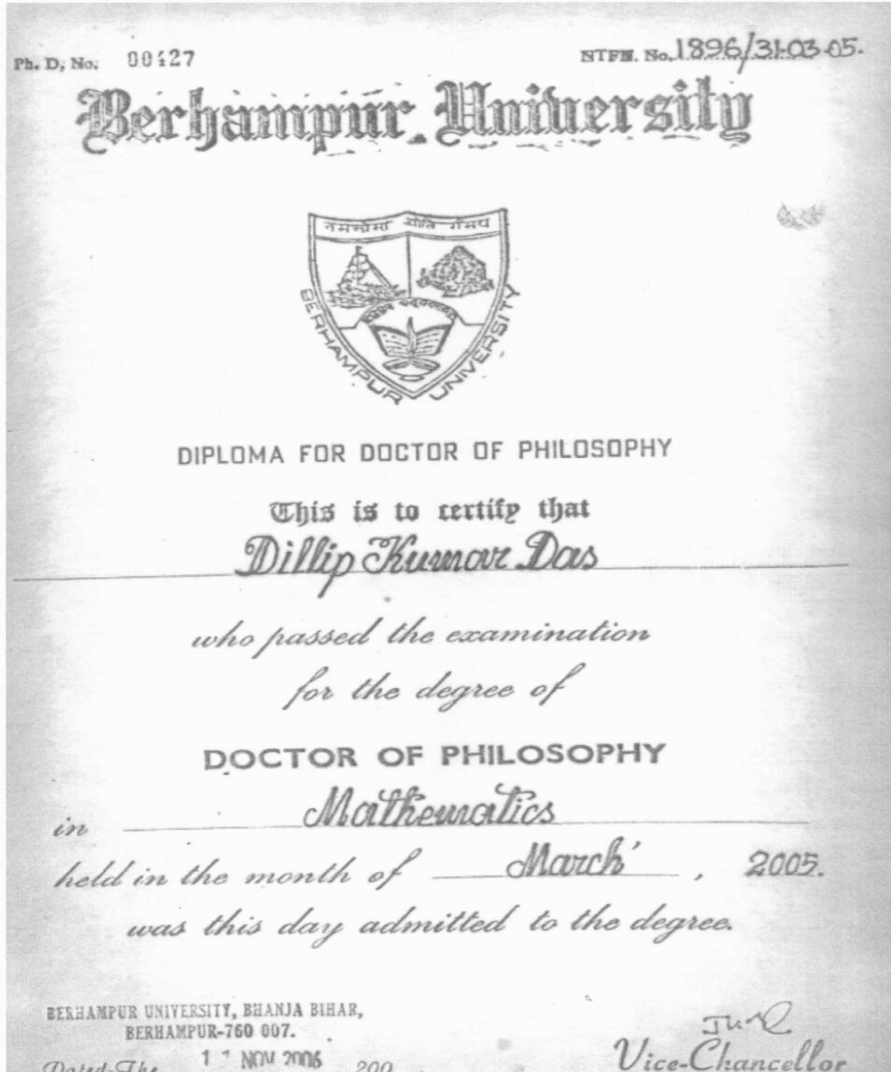 Ph. D, No. 00427
NTFN. No. 1896/31-03-05.
Berhampur University
तमसोमा ज्योति र्गमय
BERHAMPUR UNIVERSITY
DIPLOMA FOR DOCTOR OF PHILOSOPHY
This is to certify that
Dillip Kumar Das
who passed the examination
for the degree of
DOCTOR OF PHILOSOPHY
in Mathematics
held in the month of March' , 2005.
was this day admitted to the degree.
BERHAMPUR UNIVERSITY, BHANJA BIHAR,
BERHAMPUR-760 007.
Dated-The NOV 2006 200
Vice-Chancellor